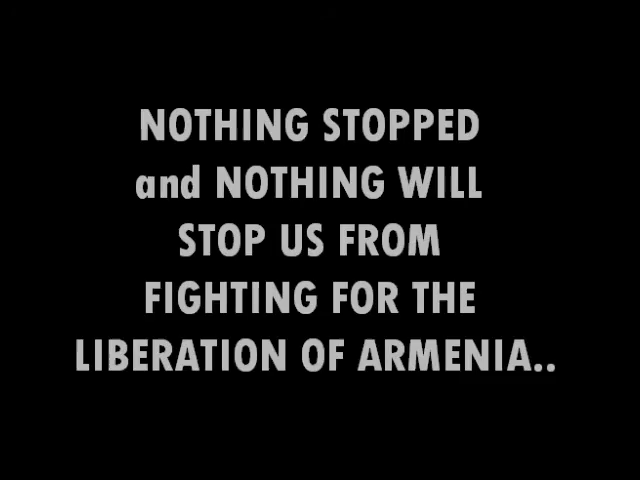 NOTHING STOPPED
and NOTHING WILL
STOP US FROM
FIGHTING FOR THE
LIBERATION OF ARMENIA..